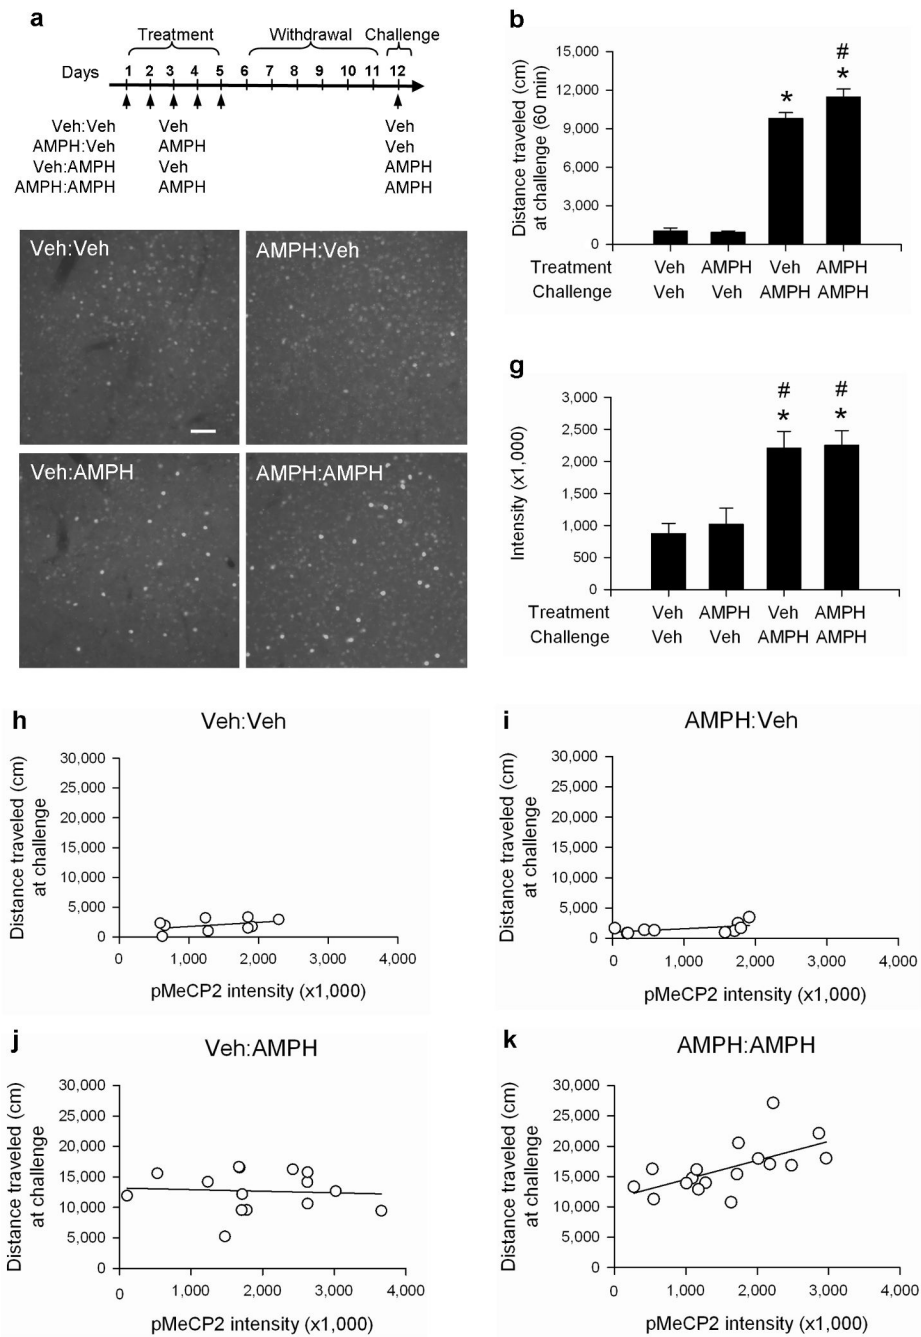 a
Treatment Withdrawal Challenge
Days 1 2 3 4 5 6 7 8 9 10 11 12
Veh:Veh Veh Veh
AMPH:Veh AMPH Veh
Veh:AMPH Veh AMPH
AMPH:AMPH AMPH AMPH
Veh:Veh AMPH:Veh
Veh:AMPH AMPH:AMPH
b
Distance traveled (cm)
at challenge (60 min)
15,000
12,000
9,000
6,000
3,000
0
*
#
*
Treatment Veh AMPH Veh AMPH
Challenge Veh Veh AMPH AMPH
g
Intensity (x1,000)
3,000
2,500
2,000
1,500
1,000
500
0
# #
* *
Treatment Veh AMPH Veh AMPH
Challenge Veh Veh AMPH AMPH
h
Veh:Veh
Distance traveled (cm)
at challenge
30,000
25,000
20,000
15,000
10,000
5,000
0
0 1,000 2,000 3,000 4,000
pMeCP2 intensity (x1,000)
i
AMPH:Veh
Distance traveled (cm)
at challenge
30,000
25,000
20,000
15,000
10,000
5,000
0
0 1,000 2,000 3,000 4,000
pMeCP2 intensity (x1,000)
j
Veh:AMPH
Distance traveled (cm)
at challenge
30,000
25,000
20,000
15,000
10,000
5,000
0
0 1,000 2,000 3,000 4,000
pMeCP2 intensity (x1,000)
k
AMPH:AMPH
Distance traveled (cm)
at challenge
30,000
25,000
20,000
15,000
10,000
5,000
0
0 1,000 2,000 3,000 4,000
pMeCP2 intensity (x1,000)